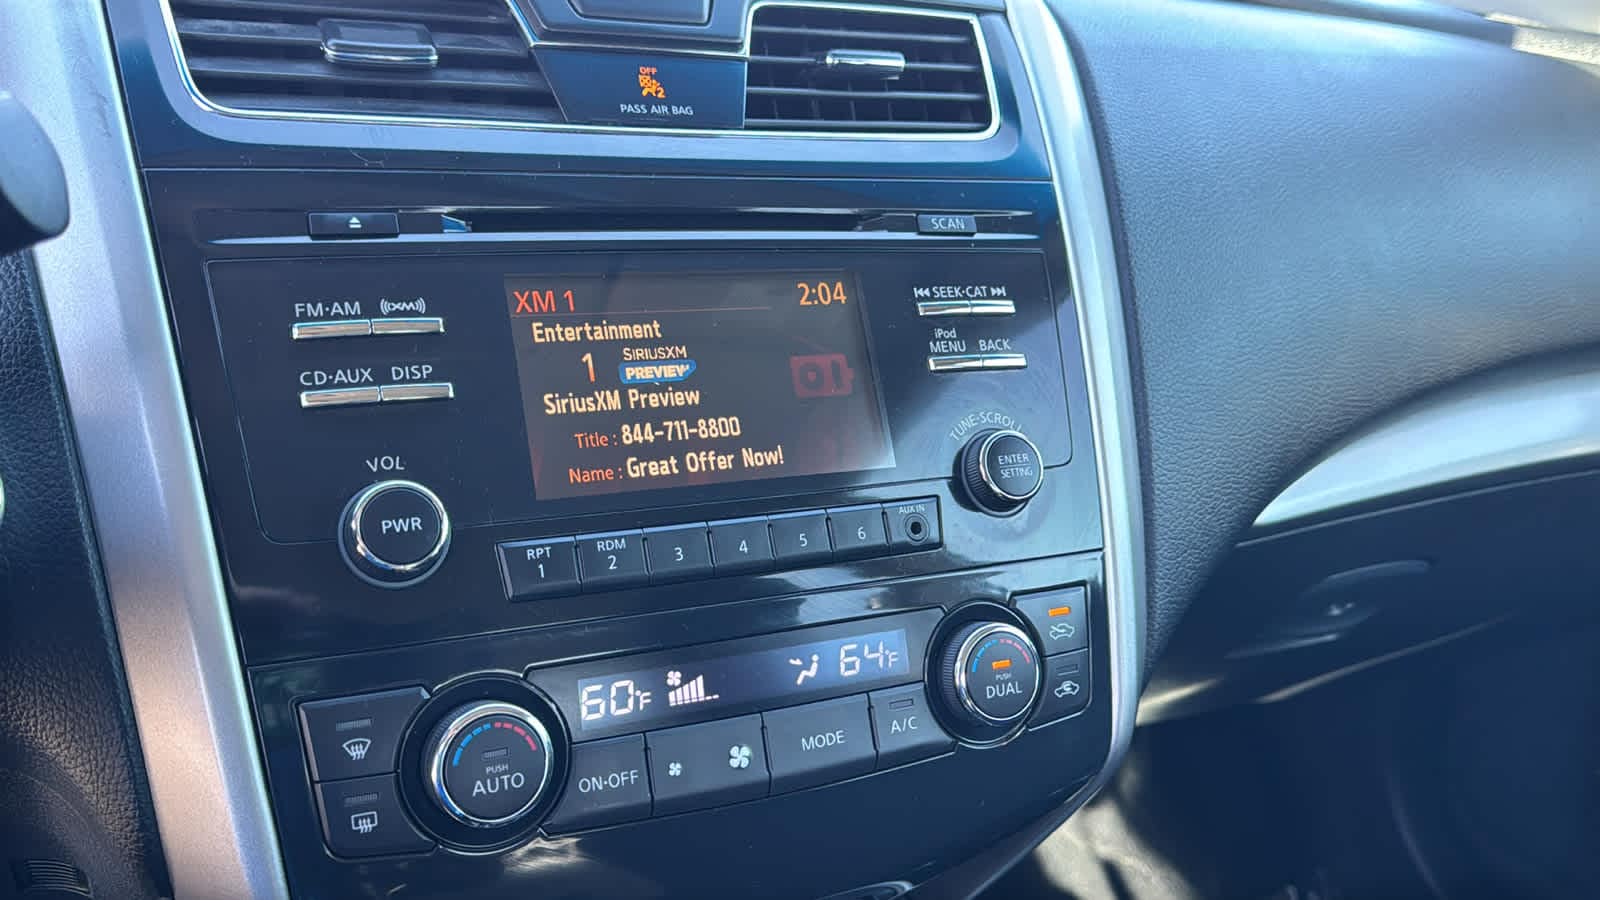 OFF
2
PASS AIR BAG
SCAN
FM·AM
((XM))
SEEK·CAT
CD·AUX
DISP
iPod
MENU
BACK
XM 1
2:04
Entertainment
1
SIRIUSXM
PREVIEW
SiriusXM Preview
Title : 844-711-8800
Name : Great Offer Now!
TUNE·SCROLL
ENTER
SETTING
VOL
PWR
RPT
1
RDM
2
3
4
5
6
AUX IN
60°F
64°F
PUSH
AUTO
ON·OFF
MODE
A/C
PUSH
DUAL